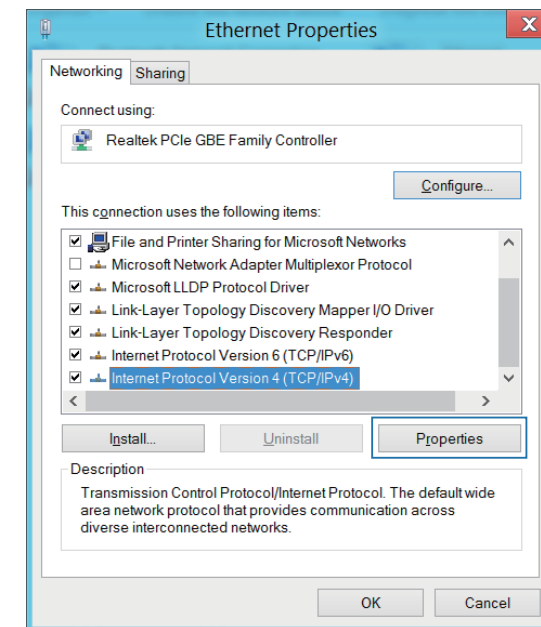 Ethernet Properties
X
Networking Sharing
Connect using:
Realtek PCIe GBE Family Controller
Configure...
This connection uses the following items:
File and Printer Sharing for Microsoft Networks
Microsoft Network Adapter Multiplexor Protocol
Microsoft LLDP Protocol Driver
Link-Layer Topology Discovery Mapper I/O Driver
Link-Layer Topology Discovery Responder
Internet Protocol Version 6 (TCP/IPv6)
Internet Protocol Version 4 (TCP/IPv4)
Install... Uninstall Properties
Description
Transmission Control Protocol/Internet Protocol. The default wide
area network protocol that provides communication across
diverse interconnected networks.
OK Cancel